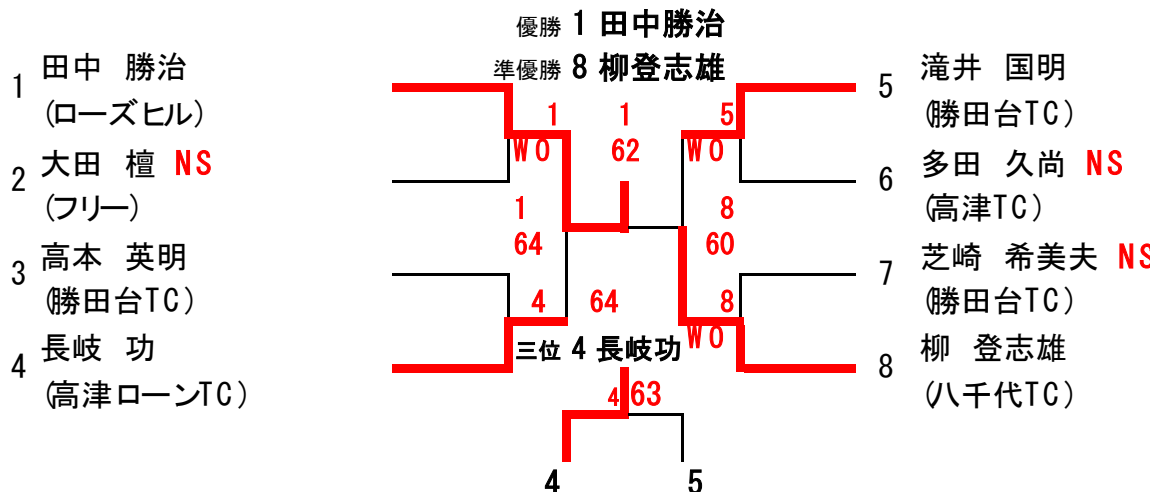 優勝 1 田中勝治
準優勝 8 柳登志雄
1 田中 勝治
(ローズヒル)
2 大田 檀 NS
(フリー)
3 高本 英明
(勝田台TC)
4 長岐 功
(高津ローンTC)
1
WO
1
64
4
64
1
62
5
WO
8
60
8
WO
5 滝井 国明
(勝田台TC)
6 多田 久尚 NS
(高津TC)
7 芝崎 希美夫 NS
(勝田台TC)
8 柳 登志雄
(八千代TC)
三位 4 長岐功
4 63
4 5